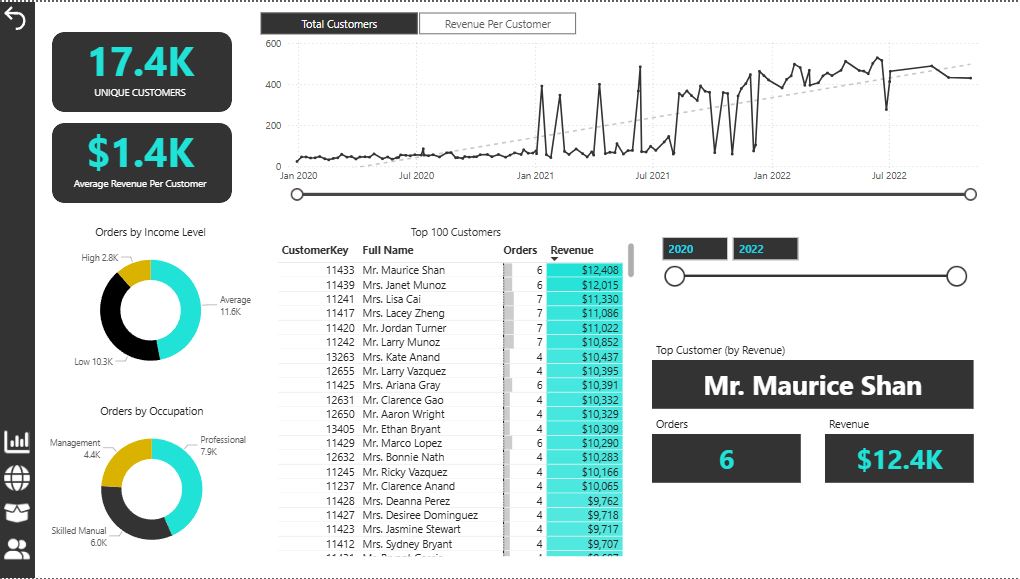 Total Customers
Revenue Per Customer
17.4K
UNIQUE CUSTOMERS
$1.4K
Average Revenue Per Customer
600
400
200
0
Jan 2020
Jul 2020
Jan 2021
Jul 2021
Jan 2022
Jul 2022
Orders by Income Level
High 2.8K
Average
11.6K
Low 10.3K
Orders by Occupation
Management
4.4K
Professional
7.9K
Skilled Manual
6.0K
Top 100 Customers
CustomerKey Full Name Orders Revenue
11433 Mr. Maurice Shan 6 $12,408
11439 Mrs. Janet Munoz 6 $12,015
11241 Mrs. Lisa Cai 7 $11,330
11417 Mrs. Lacey Zheng 7 $11,086
11420 Mr. Jordan Turner 7 $11,022
11242 Mr. Larry Munoz 7 $10,852
13263 Mrs. Kate Anand 4 $10,437
12655 Mr. Larry Vazquez 4 $10,395
11425 Mrs. Ariana Gray 6 $10,391
12631 Mr. Clarence Gao 4 $10,332
12650 Mr. Aaron Wright 4 $10,329
13405 Mr. Ethan Bryant 4 $10,309
11429 Mr. Marco Lopez 6 $10,290
12632 Mrs. Bonnie Nath 4 $10,283
11245 Mr. Ricky Vazquez 4 $10,166
11237 Mr. Clarence Anand 4 $10,065
11428 Mrs. Deanna Perez 4 $9,762
11427 Mrs. Desiree Dominguez 4 $9,718
11423 Mrs. Jasmine Stewart 4 $9,717
11412 Mrs. Sydney Bryant 4 $9,707
2020
2022
Top Customer (by Revenue)
Mr. Maurice Shan
Orders
6
Revenue
$12.4K